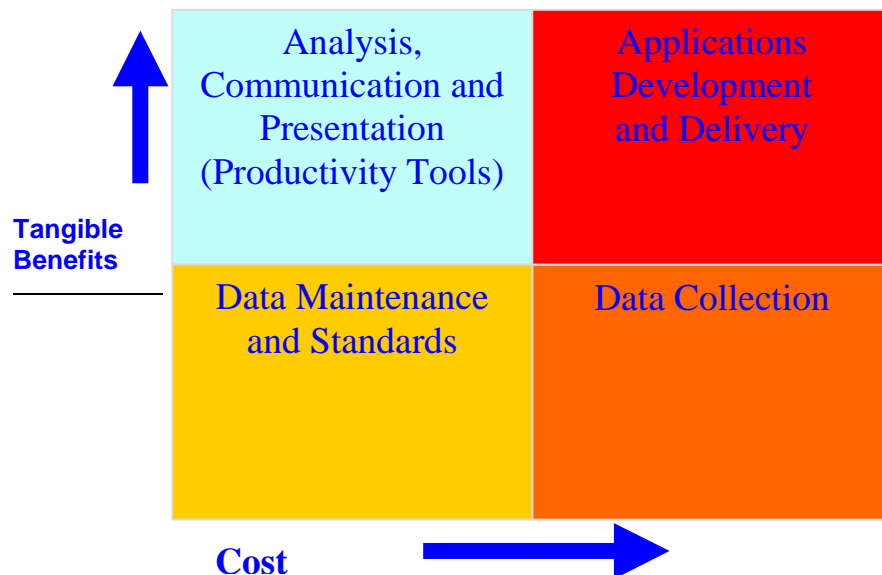 Analysis,
Communication and
Presentation
(Productivity Tools)
Applications
Development
and Delivery
Tangible
Benefits
Data Maintenance
and Standards
Data Collection
Cost